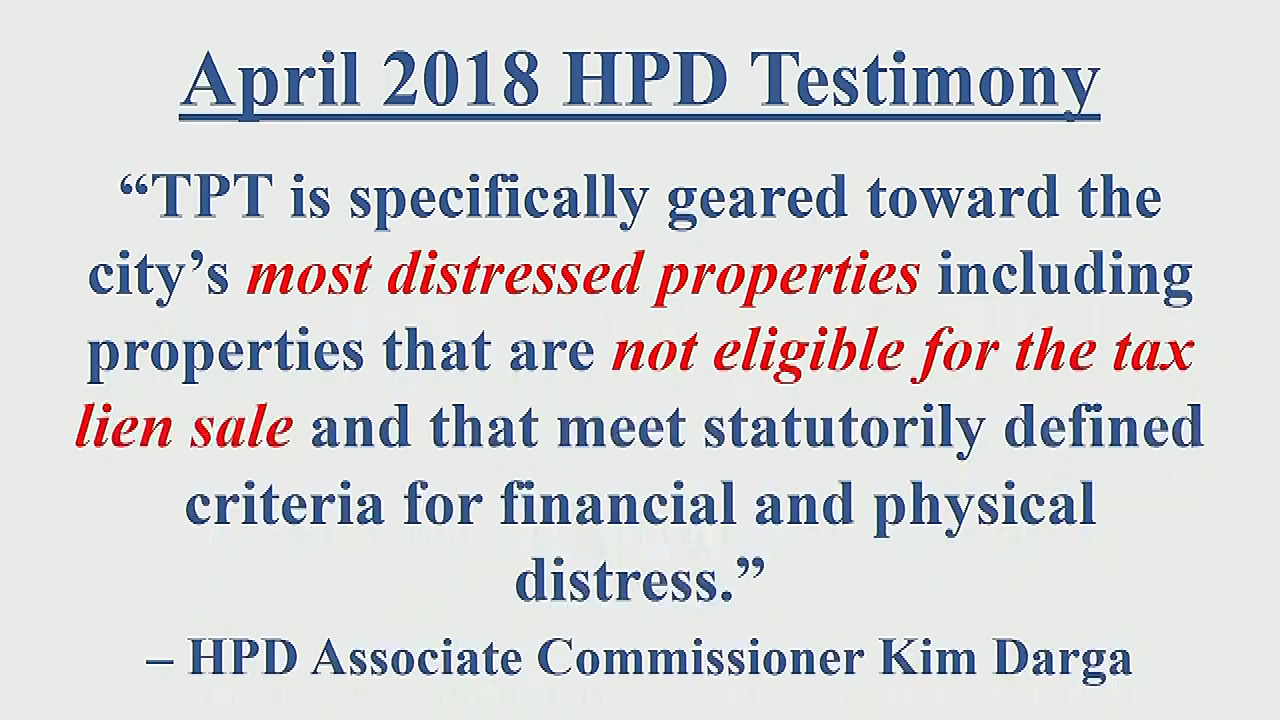 April 2018 HPD Testimony
“TPT is specifically geared toward the
city’s most distressed properties including
properties that are not eligible for the tax
lien sale and that meet statutorily defined
criteria for financial and physical
distress.”
– HPD Associate Commissioner Kim Darga